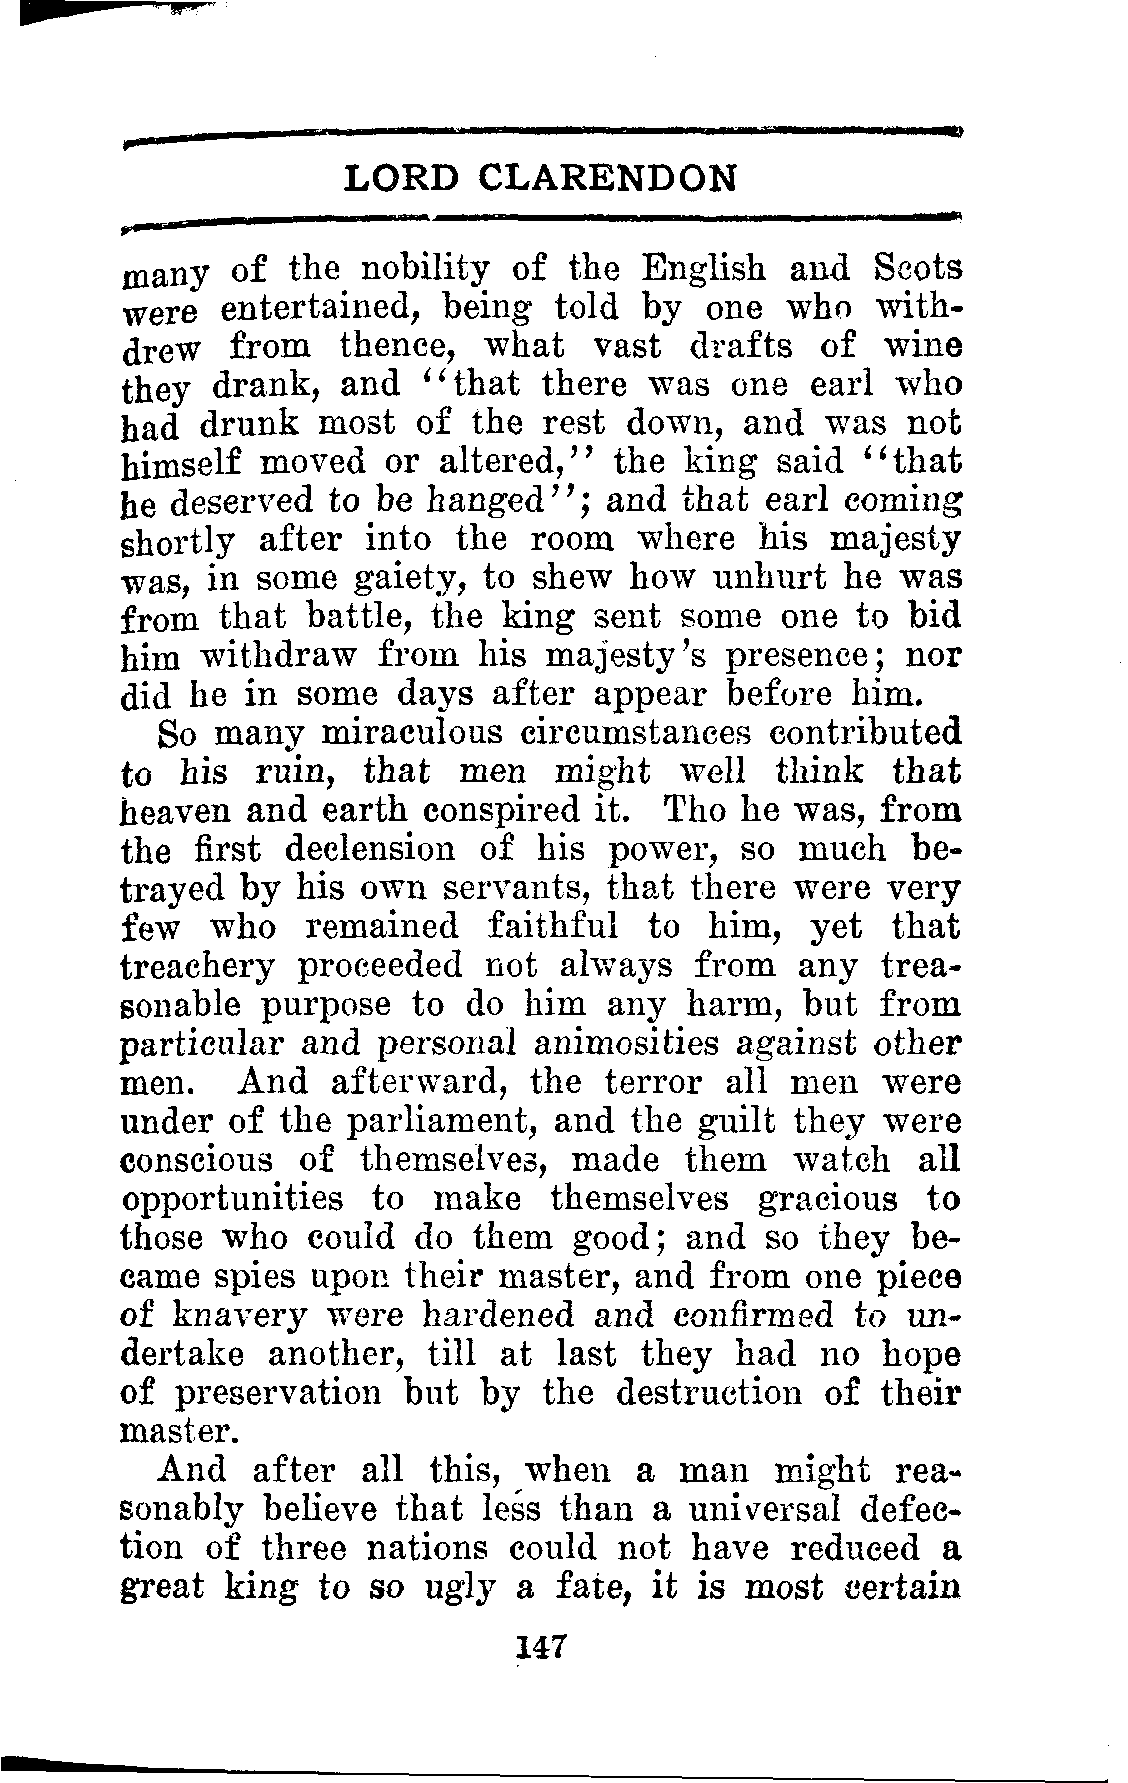 LORD CLARENDON
many of the nobility of the English and Scots
were entertained, being told by one who with-
drew from thence, what vast drafts of wine
they drank, and "that there was one earl who
had drunk most of the rest down, and was not
himself moved or altered," the king said "that
he deserved to be hanged"; and that earl coming
shortly after into the room where his majesty
was, in some gaiety, to shew how unhurt he was
from that battle, the king sent some one to bid
him withdraw from his majesty's presence; nor
did he in some days after appear before him.
So many miraculous circumstances contributed
to his ruin, that men might well think that
heaven and earth conspired it. Tho he was, from
the first declension of his power, so much be-
trayed by his own servants, that there were very
few who remained faithful to him, yet that
treachery proceeded not always from any trea-
sonable purpose to do him any harm, but from
particular and personal animosities against other
men. And afterward, the terror all men were
under of the parliament, and the guilt they were
conscious of themselves, made them watch all
opportunities to make themselves gracious to
those who could do them good; and so they be-
came spies upon their master, and from one piece
of knavery were hardened and confirmed to un-
dertake another, till at last they had no hope
of preservation but by the destruction of their
master.
And after all this, when a man might rea-
sonably believe that less than a universal defec-
tion of three nations could not have reduced a
great king to so ugly a fate, it is most certain
147